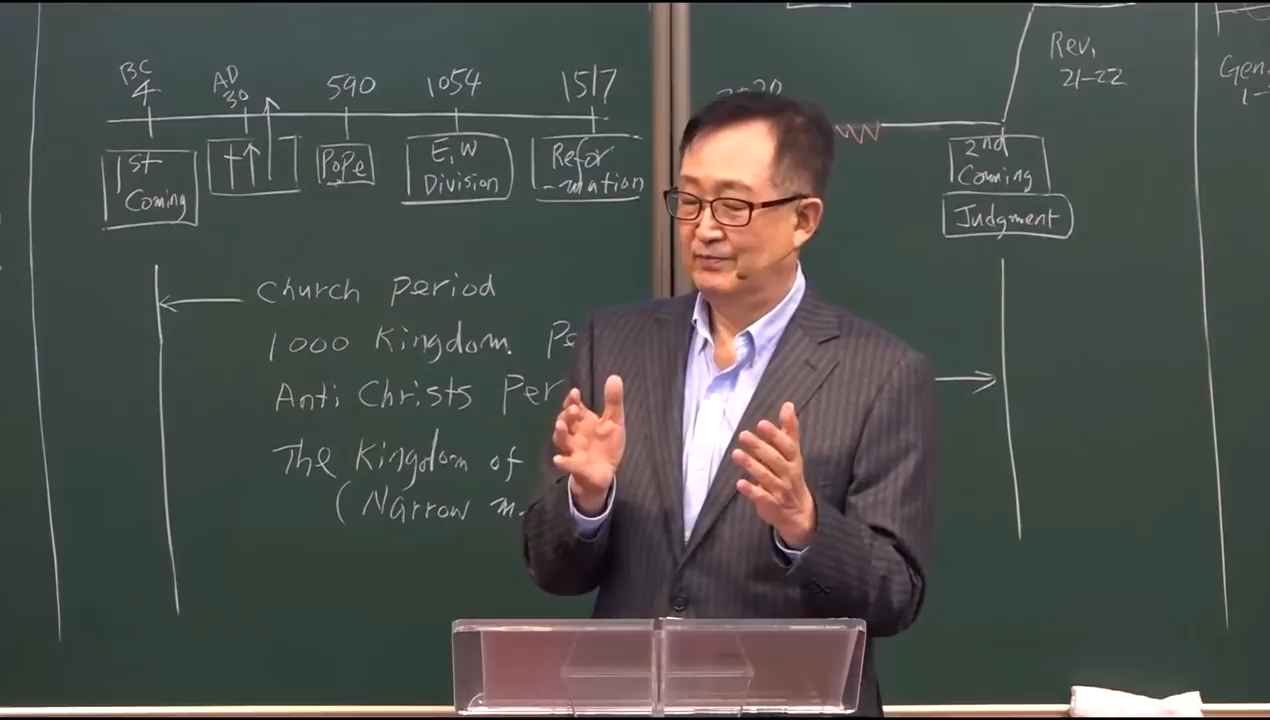 BC
4
AD
30
590
1054
1517
Rev.
21-22
Gen.
1st
Coming
PoPe
E.W
Division
Refor
-mation
2nd
Coming
Judgment
Church period
1000 Kingdom.
Anti Christs Per
The Kingdom of
(Narrow